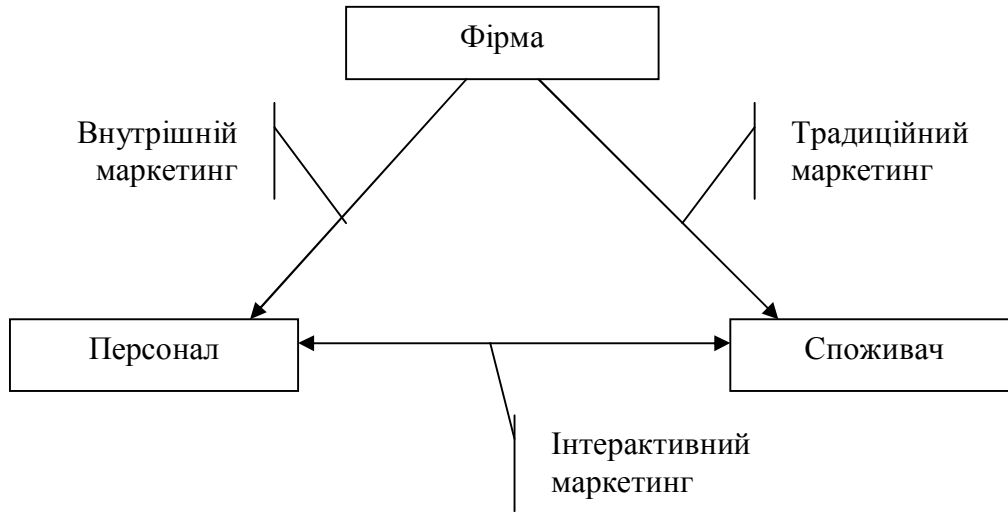 Фірма
Внутрішній
маркетинг
Традиційний
маркетинг
Персонал
Споживач
Інтерактивний
маркетинг